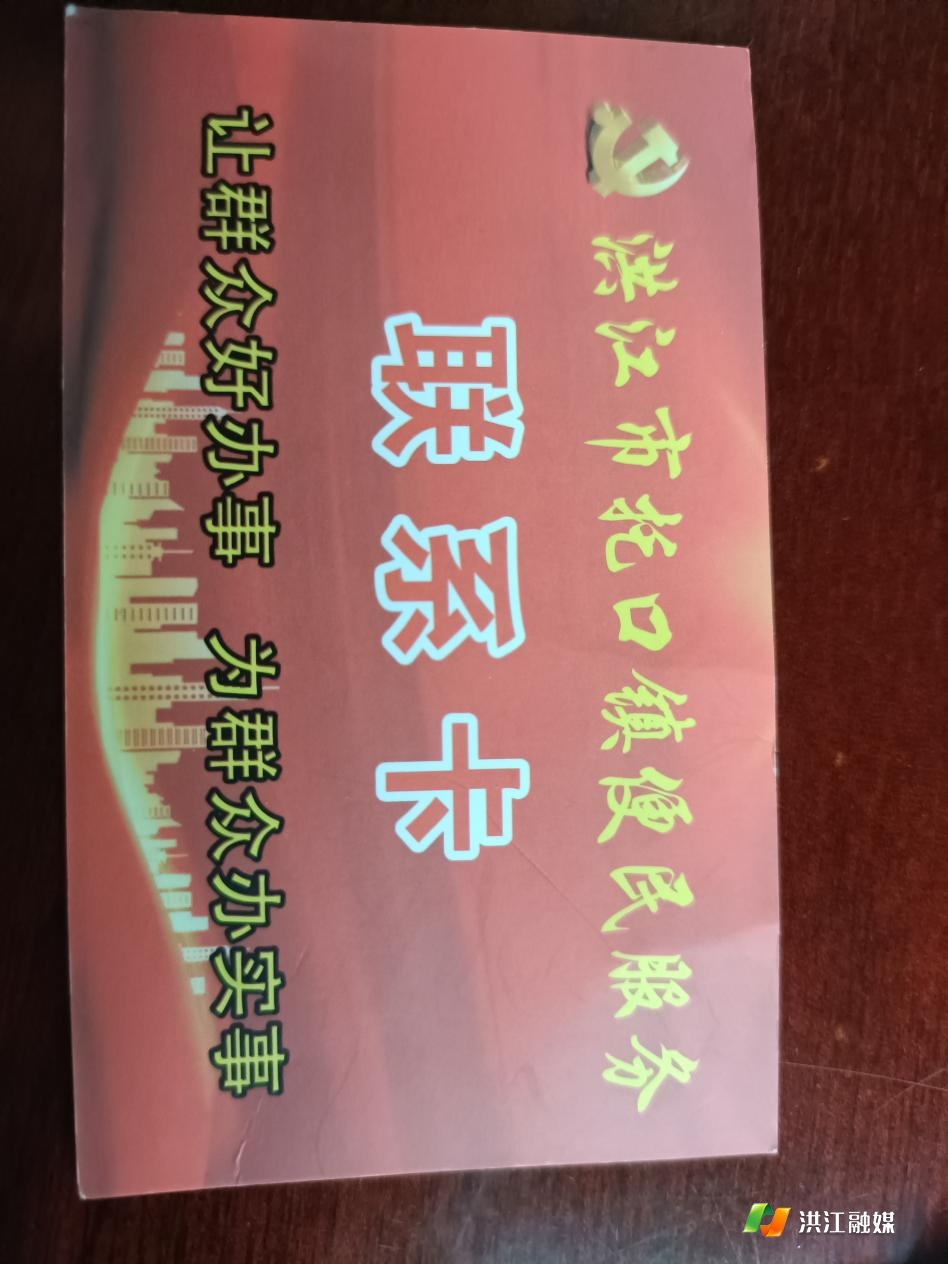 洪江市托口镇便民服务
联系卡
让群众好办事 为群众办实事
洪江融媒